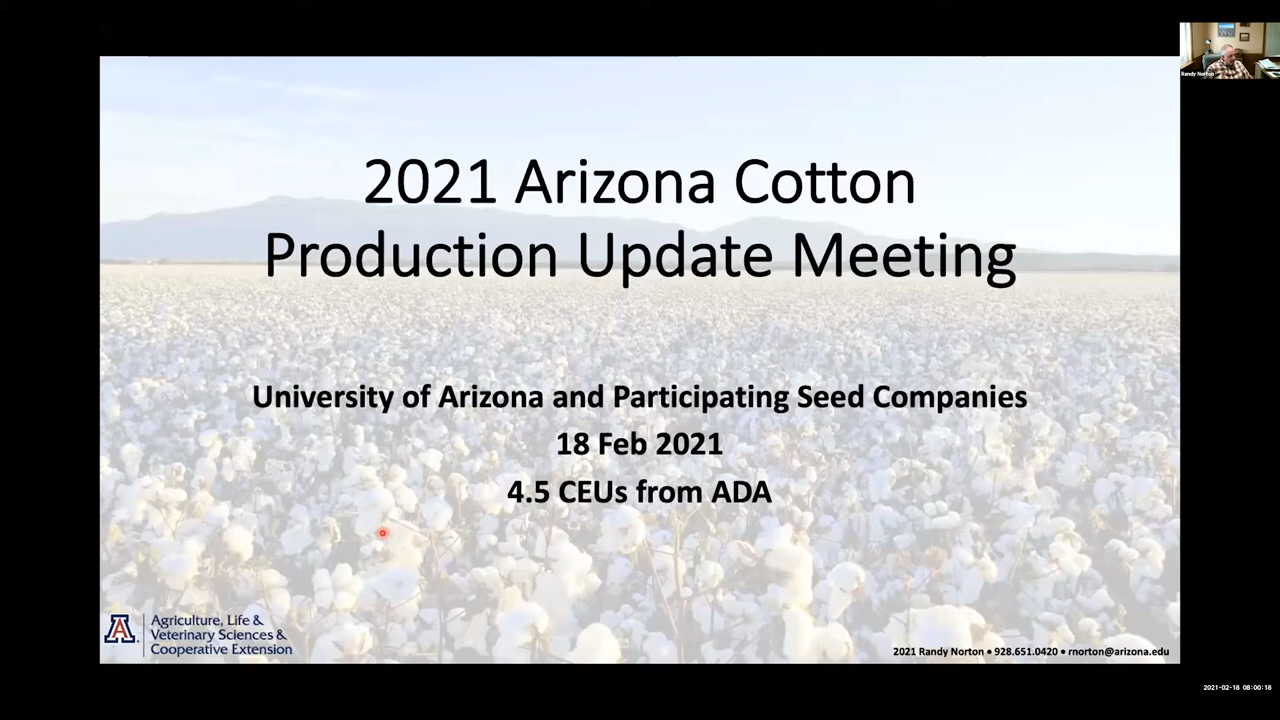 Randy Norton
2021 Arizona Cotton
Production Update Meeting
University of Arizona and Participating Seed Companies
18 Feb 2021
4.5 CEUs from ADA
A
Agriculture, Life &
Veterinary Sciences &
Cooperative Extension
2021 Randy Norton • 928.651.0420 • rnorton@arizona.edu
2021-02-18 08:00:18